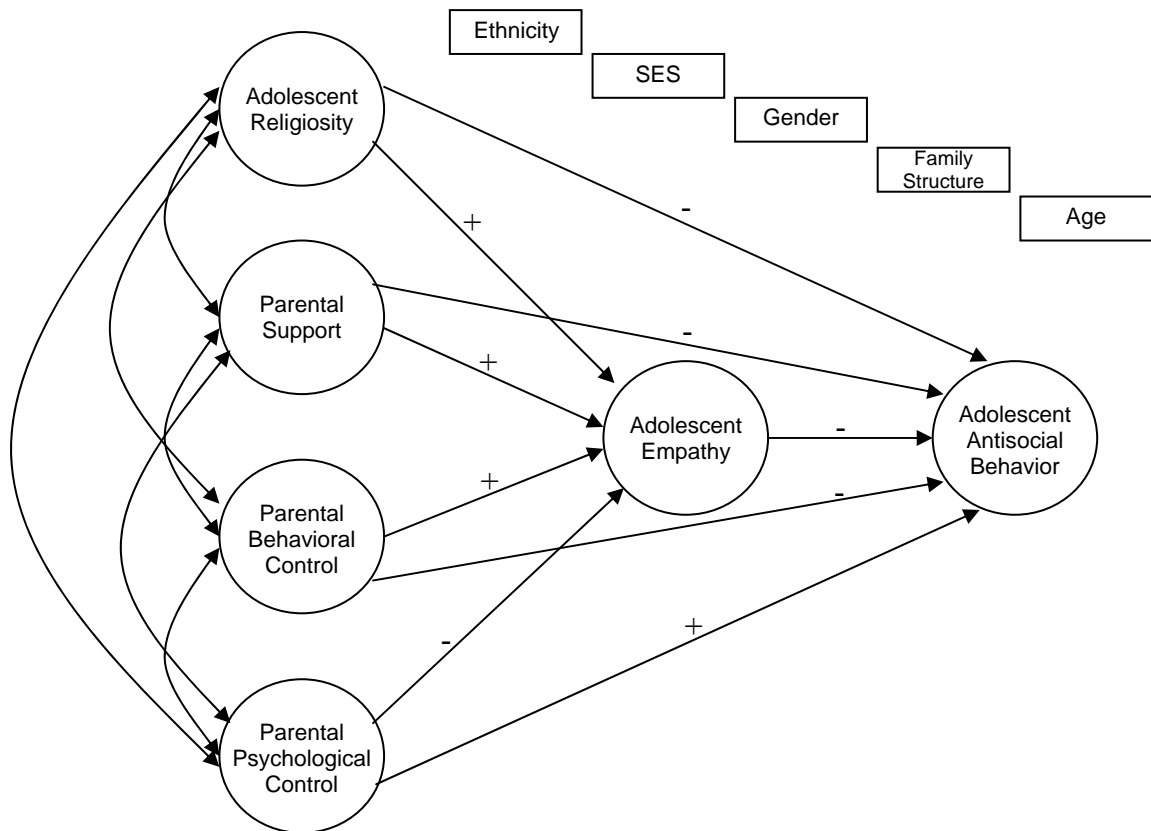 Ethnicity
SES
Gender
Family
Structure
Age
Adolescent
Religiosity
-
+
Parental
Support
-
+
Adolescent
Empathy
-
Adolescent
Antisocial
Behavior
+
-
Parental
Behavioral
Control
-
+
Parental
Psychological
Control